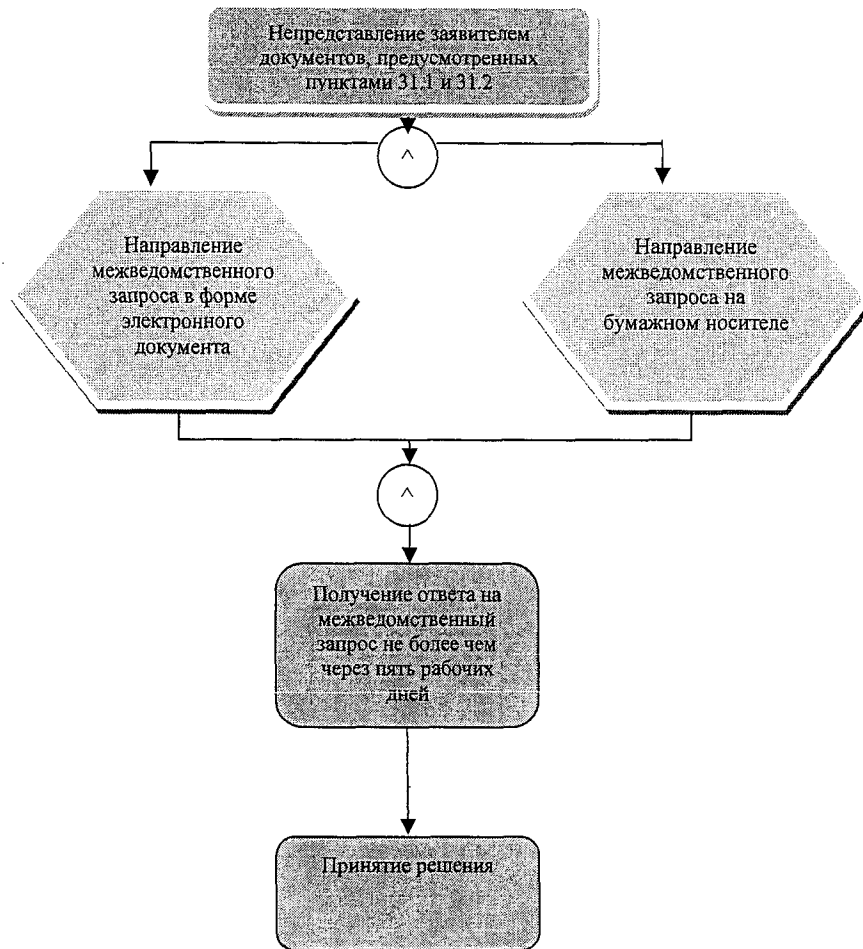 Непредставление заявителем
документов, предусмотренных
пунктами 31.1 и 31.2
^
Направление
межведомственного
запроса в форме
электронного
документа
Направление
межведомственного
запроса на
бумажном носителе
^
Получение ответа на
межведомственный
запрос не более чем
через пять рабочих
дней
Принятие решения